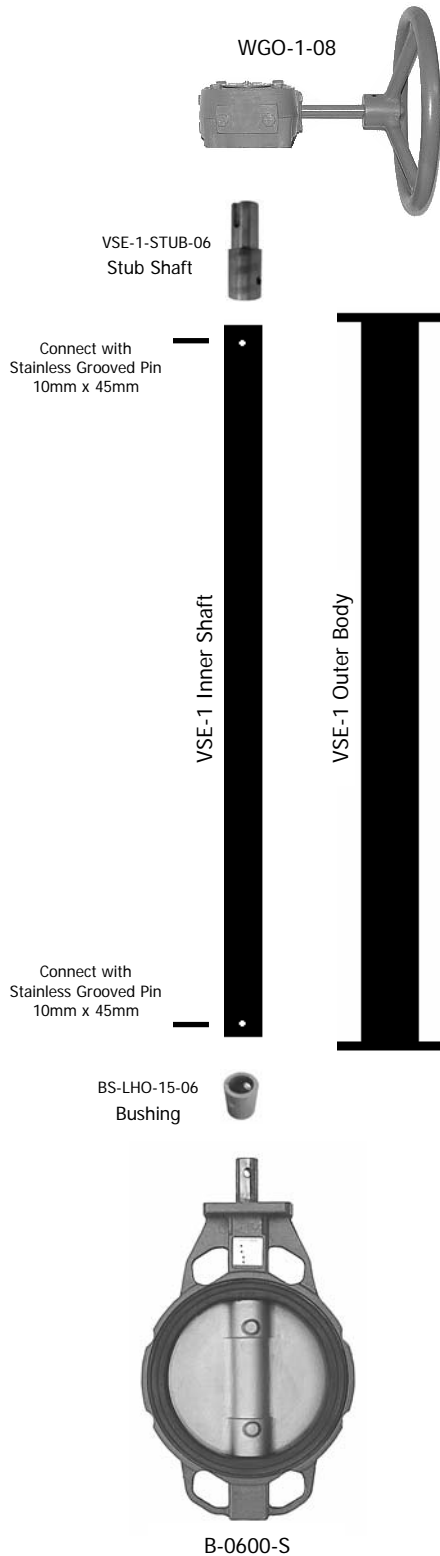 WGO-1-08
VSE-1-STUB-06
Stub Shaft
Connect with
Stainless Grooved Pin
10mm x 45mm
VSE-1 Inner Shaft
VSE-1 Outer Body
Connect with
Stainless Grooved Pin
10mm x 45mm
BS-LHO-15-06
Bushing
B-0600-S